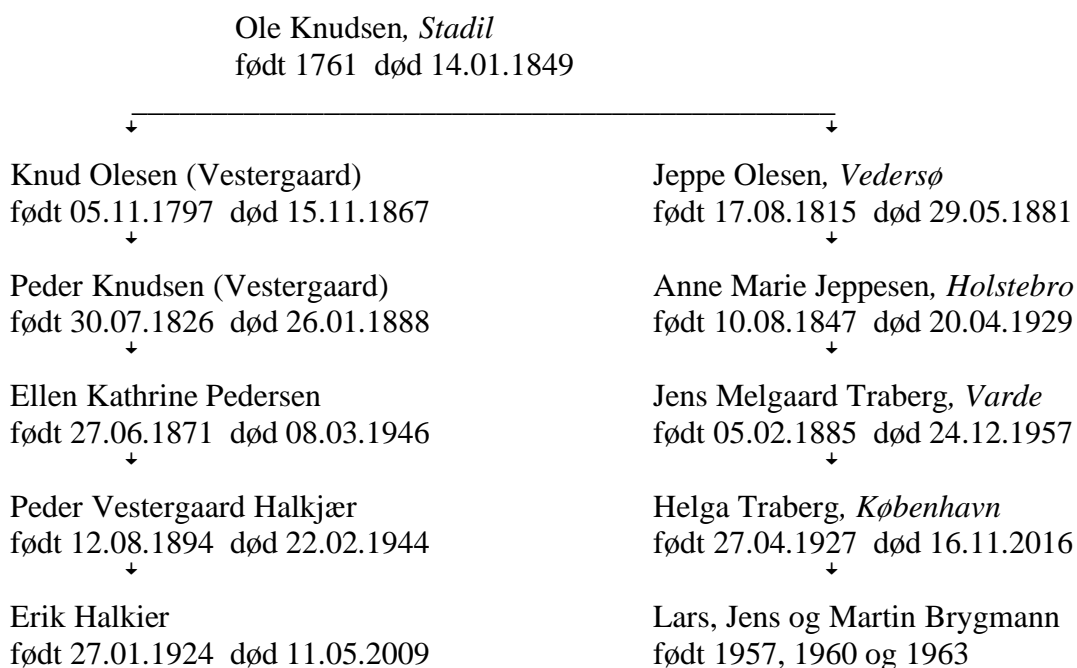 Ole Knudsen, Stadil
født 1761 død 14.01.1849
Knud Olesen (Vestergaard)
født 05.11.1797 død 15.11.1867
Peder Knudsen (Vestergaard)
født 30.07.1826 død 26.01.1888
Ellen Kathrine Pedersen
født 27.06.1871 død 08.03.1946
Peder Vestergaard Halkjær
født 12.08.1894 død 22.02.1944
Erik Halkier
født 27.01.1924 død 11.05.2009
Jeppe Olesen, Vedersø
født 17.08.1815 død 29.05.1881
Anne Marie Jeppesen, Holstebro
født 10.08.1847 død 20.04.1929
Jens Melgaard Traberg, Varde
født 05.02.1885 død 24.12.1957
Helga Traberg, København
født 27.04.1927 død 16.11.2016
Lars, Jens og Martin Brygmann
født 1957, 1960 og 1963